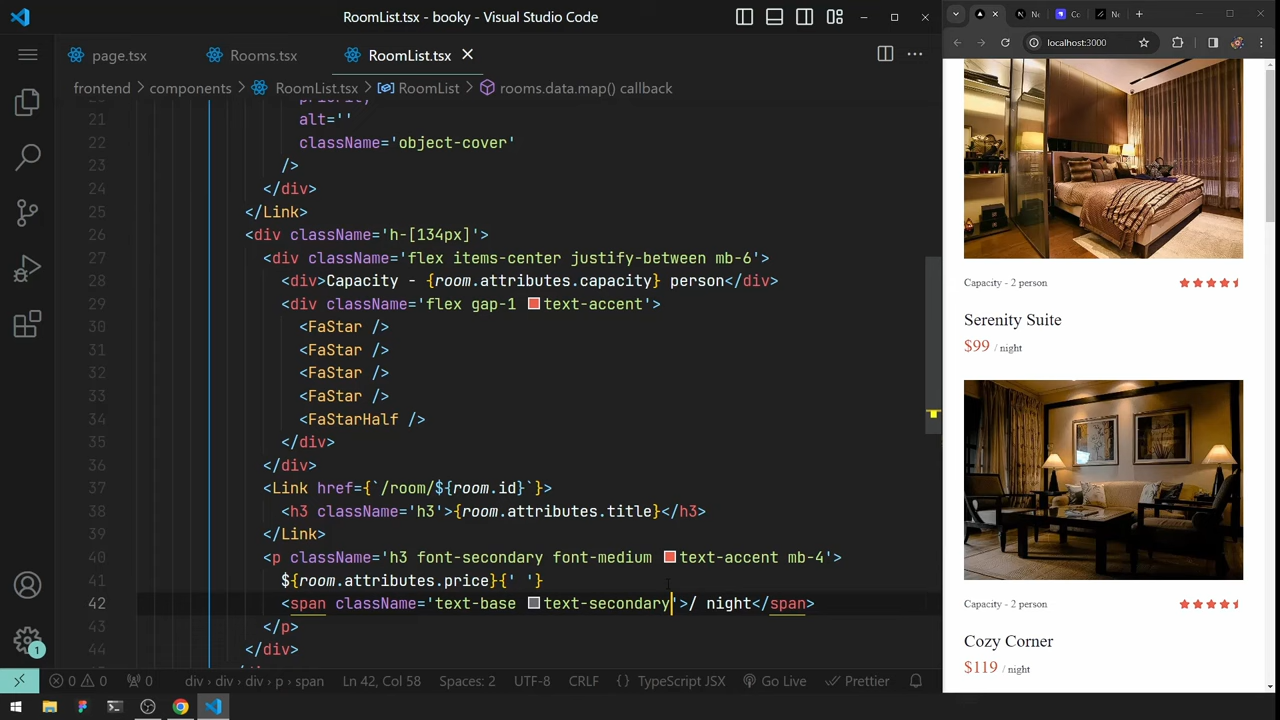 RoomList.tsx - booky - Visual Studio Code
page.tsx
Rooms.tsx
RoomList.tsx
frontend
components
RoomList.tsx
RoomList
rooms.data.map() callback
21 alt=''
22 className='object-cover'
23 />
24 </div>
25 </Link>
26 <div className='h-[134px]'>
27 <div className='flex items-center justify-between mb-6'>
28 <div>Capacity - {room.attributes.capacity} person</div>
29 <div className='flex gap-1 text-accent'>
30 <FaStar />
31 <FaStar />
32 <FaStar />
33 <FaStar />
34 <FaStarHalf />
35 </div>
36 </div>
37 <Link href={`/room/${room.id}`}>
38 <h3 className='h3'>{room.attributes.title}</h3>
39 </Link>
40 <p className='h3 font-secondary font-medium text-accent mb-4'>
41 ${room.attributes.price}{' '}
42 <span className='text-base text-secondary'>/ night</span>
43 </p>
44 </div>
1
0 0 0 div > div > div > p > span Ln 42, Col 58 Spaces: 2 UTF-8 CRLF {} TypeScript JSX Go Live Prettier
localhost:3000
Capacity - 2 person
Serenity Suite
$99 / night
Capacity - 2 person
Cozy Corner
$119 / night